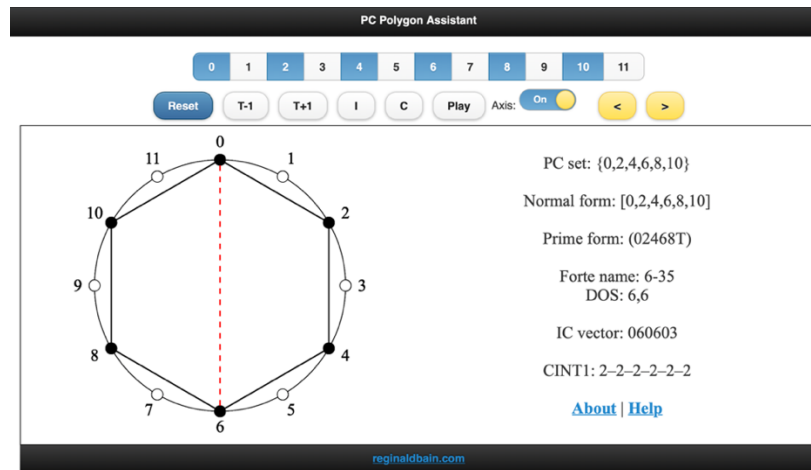 PC Polygon Assistant
0 1 2 3 4 5 6 7 8 9 10 11
Reset T-1 T+1 I C Play Axis: On < >
0
11 1
10 2
9 3
8 4
7 5
6
PC set: {0,2,4,6,8,10}
Normal form: [0,2,4,6,8,10]
Prime form: (02468T)
Forte name: 6-35
DOS: 6,6
IC vector: 060603
CINT1: 2–2–2–2–2–2
About | Help
reginaldbain.com